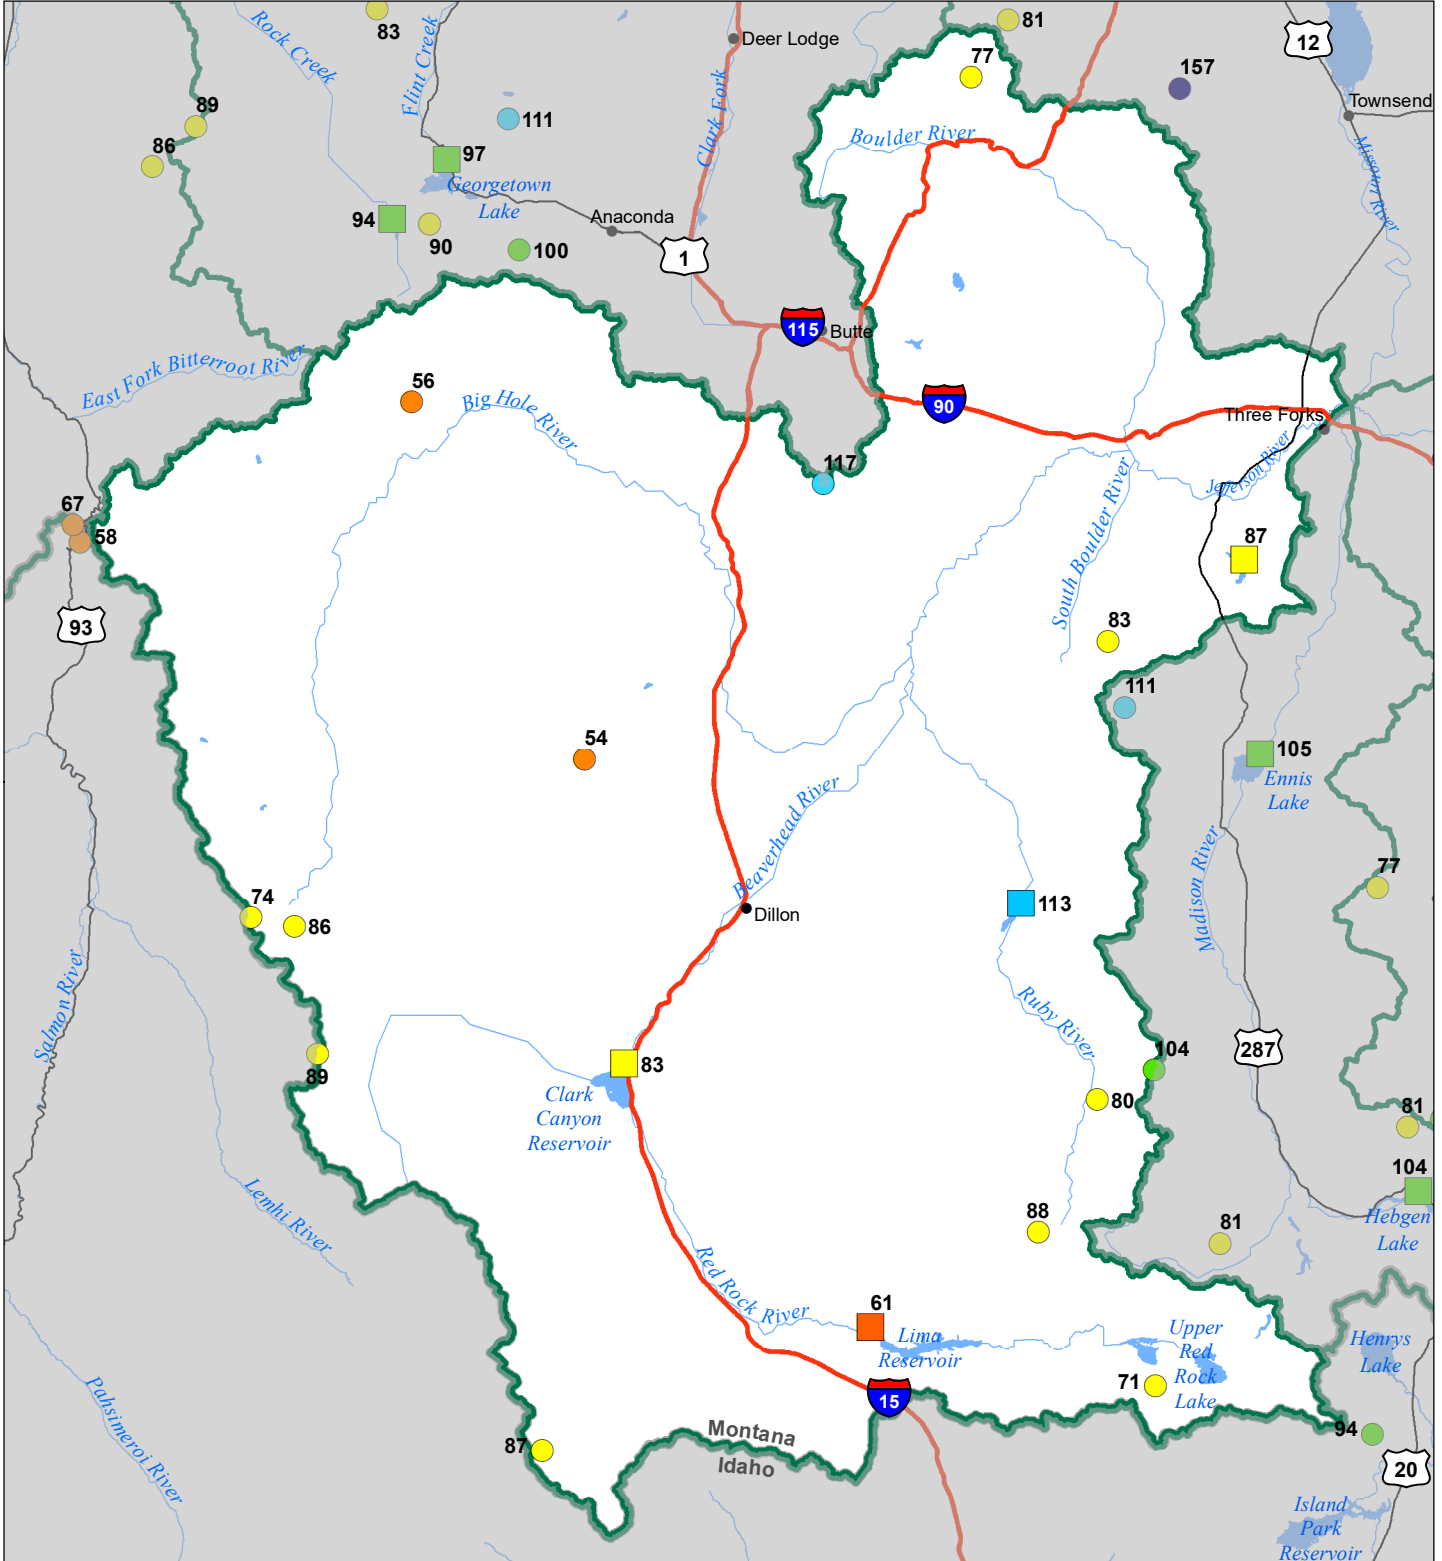 83
81
12
Deer Lodge
77
157
Rock Creek
Flint Creek
Clark Fork
Townsend
89
111
Boulder River
86
97
Missouri River
Georgetown
Lake
94
90
100
Anaconda
1
115
Butte
East Fork Bitterroot River
56
Big Hole River
90
Three Forks
117
Jefferson River
South Boulder River
67
58
87
93
83
111
54
105
Ennis
Lake
Beaverhead River
Madison River
77
74
86
Dillon
113
Salmon River
Ruby River
89
83
104
287
Clark
Canyon
Reservoir
80
81
104
Hebgen
Lake
Lemhi River
88
81
Red Rock River
61
Lima
Reservoir
Upper
Red
Rock
Lake
Henrys
Lake
71
15
Pahsimeroi River
87
Montana
Idaho
94
20
Island
Park
Reservoir